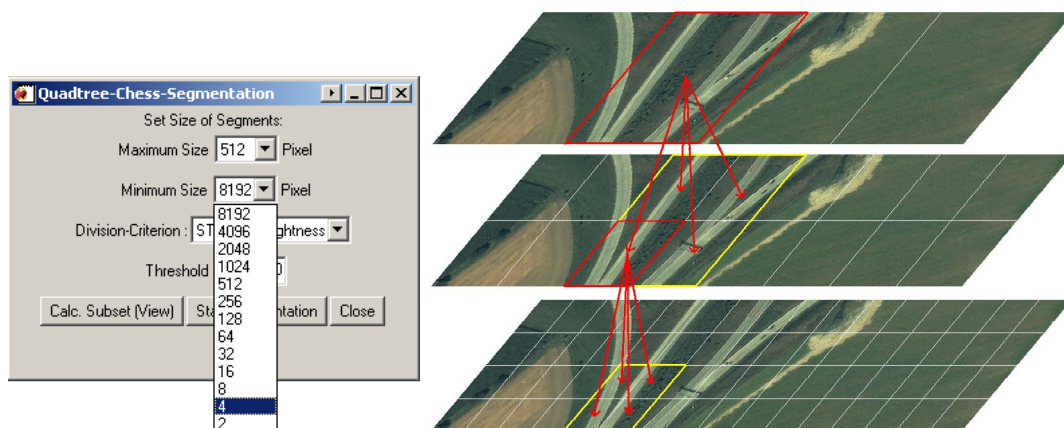 Quadtree-Chess-Segmentation
Set Size of Segments:
Maximum Size 512 Pixel
Minimum Size 8192 Pixel
8192
Division-Criterion : ST ghtness
4096
2048
1024
Threshold
512
256
Calc. Subset (View) Sta ntation Close
128
64
32
16
8
4
2